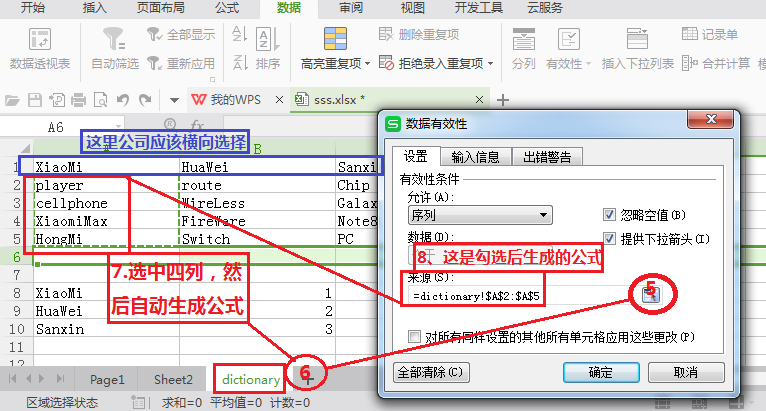 开始 插入 页面布局 公式 数据 审阅 视图 开发工具 云服务
数据透视表 自动筛选 全部显示 重新应用 排序 高亮重复项 删除重复项 拒绝录入重复项 分列 有效性 插入下拉列表 记录单 合并计算
我的WPS sss.xlsx *
A6
这里公司应该横向选择
B
1 XiaoMi HuaWei Sanxi
2 player route Chip
3 cellphone WireLess Galax
4 XiaomiMax FireWare Note8
5 HongMi Switch PC
6
7
8 XiaoMi 1
9 HuaWei 2
10 Sanxin 3
11
12
7.选中四列，然
后自动生成公式
6
Page1 Sheet2 dictionary
区域选择状态 求和=0 平均值=0 计数=0
数据有效性
设置 输入信息 出错警告
有效性条件
允许(A):
序列
忽略空值(B)
数据(D):
提供下拉箭头(I)
8、这是勾选后生成的公式
来源(S):
=dictionary!$A$2:$A$5
5
对所有同样设置的其他所有单元格应用这些更改(P)
全部清除(C) 确定 取消